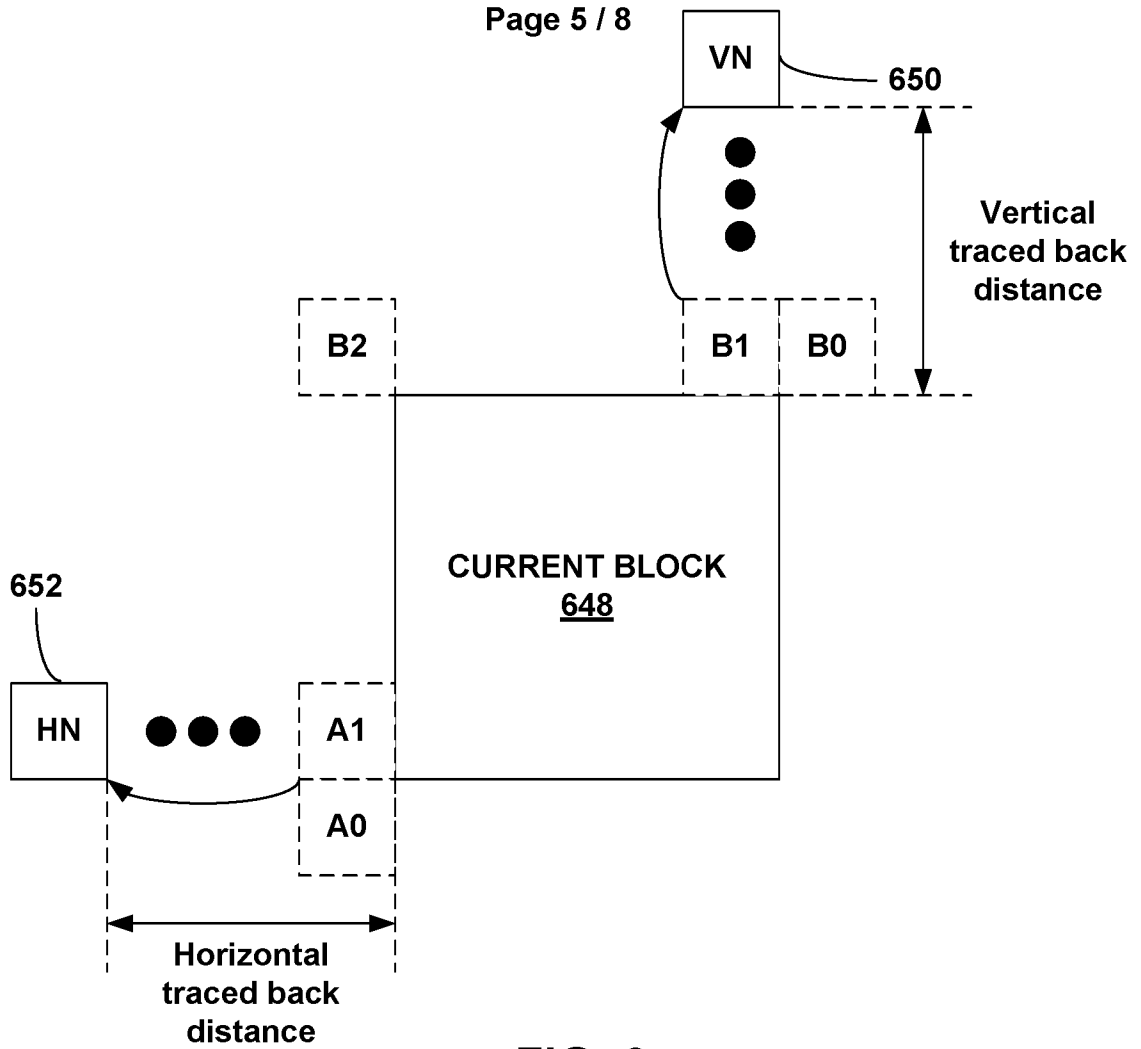 Page 5 / 8
VN
650
Vertical
traced back
distance
B2
B1
B0
CURRENT BLOCK
648
652
HN
A1
A0
Horizontal
traced back
distance